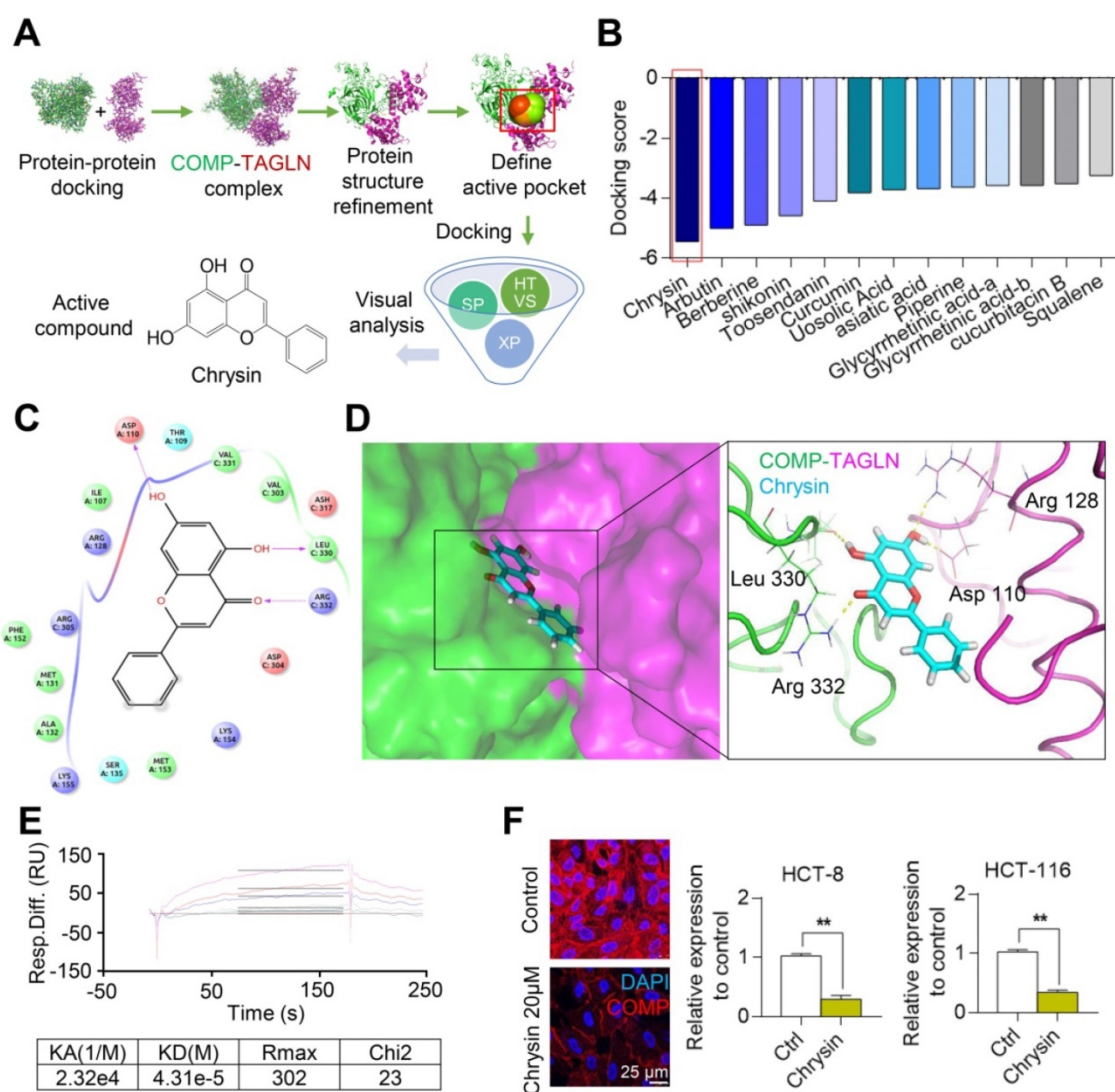 A
Protein-protein
docking
COMP-TAGLN
complex
Protein
structure
refinement
Define
active pocket
Docking
SP
HT
VS
XP
Visual
analysis
Active
compound
OH
O
HO
O
Chrysin
B
Docking score
0
-2
-4
-6
Chrysin
Arbutin
Berberine
shikonin
Toosendanin
Curcumin
Uosolic Acid
asiatic acid
Piperine
Glycyrrhetinic acid-a
Glycyrrhetinic acid-b
cucurbitacin B
Squalene
C
ASP
A: 110
THR
A: 109
VAL
C: 331
VAL
C: 303
ILE
A: 107
ASH
C: 317
ARG
A: 128
LEU
C: 330
HO
OH
O
O
ARG
C: 332
ARG
C: 305
PHE
A: 152
ASP
C: 304
MET
A: 131
ALA
A: 132
LYS
A: 154
LYS
A: 155
SER
A: 135
MET
A: 153
D
COMP-TAGLN
Chrysin
Arg 128
Leu 330
Asp 110
Arg 332
E
Resp.Diff. (RU)
150
50
-50
-150
-50
50
150
250
Time (s)
KA(1/M) KD(M) Rmax Chi2
2.32e4 4.31e-5 302 23
F
Control
Chrysin 20μM
DAPI
COMP
25 μm
HCT-8
Relative expression
to control
2
1
0
**
Ctrl
Chrysin
HCT-116
Relative expression
to control
2
1
0
**
Ctrl
Chrysin